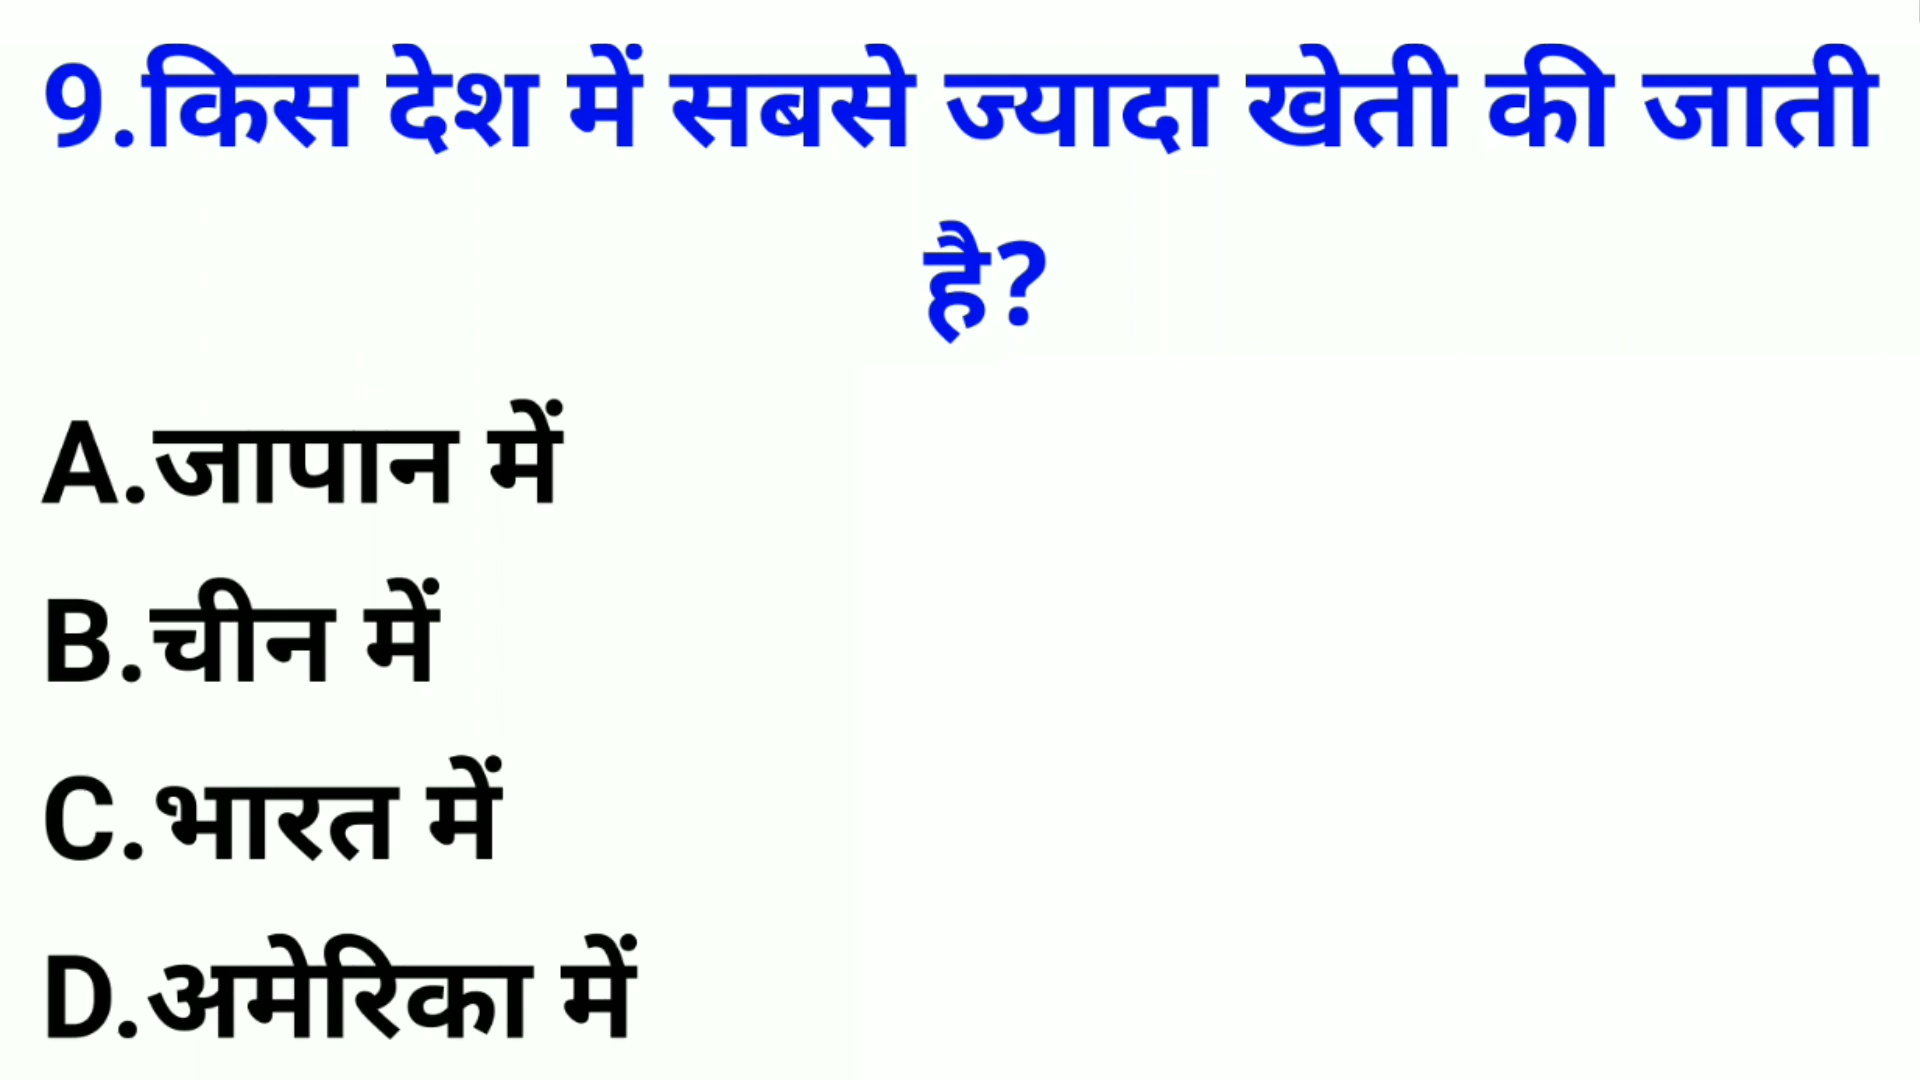 9.किस देश में सबसे ज्यादा खेती की जाती
है?
A.जापान में
B.चीन में
C.भारत में
D.अमेरिका में